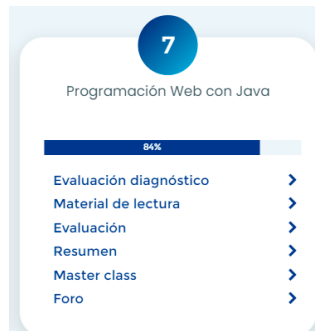 7
Programación Web con Java
84%
Evaluación diagnóstico
Material de lectura
Evaluación
Resumen
Master class
Foro